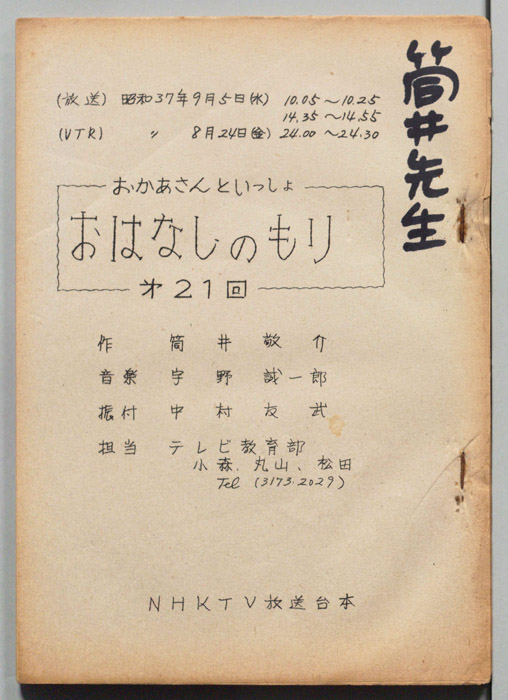 筒井先生
(放送) 昭和37年9月5日(水) 10.05〜10.25
14.35〜14.55
(VTR) 〃 8月24日(金) 24.00〜24.30
おかあさんといっしょ
おはなしのもり
第21回
作 筒井敬介
音楽 宇野誠一郎
振付 中村友武
担当 テレビ教育部
小森、丸山、松田
Tel (3173.2029)
NHKTV放送台本